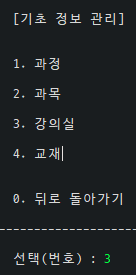 [기초 정보 관리]
1. 과정
2. 과목
3. 강의실
4. 교재
0. 뒤로 돌아가기
--------------------
선택(번호) : 3